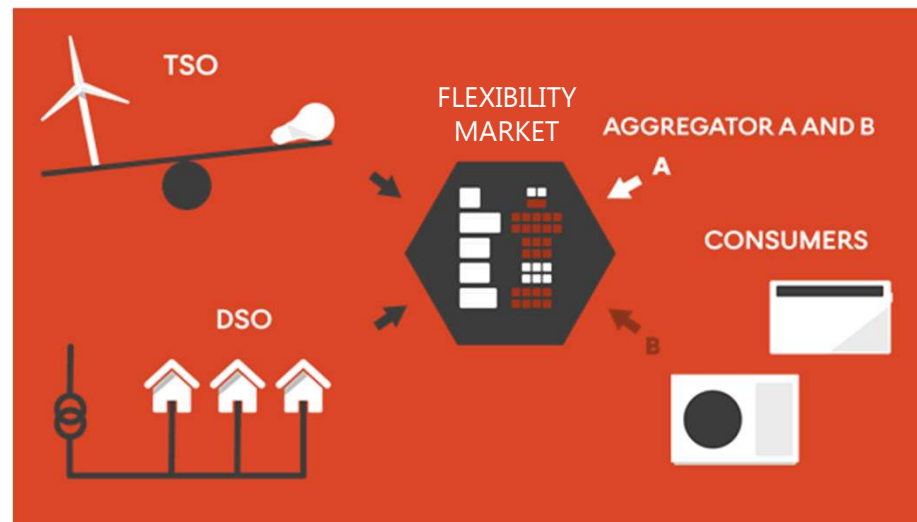 TSO
FLEXIBILITY
MARKET
AGGREGATOR A AND B
A
CONSUMERS
DSO
B